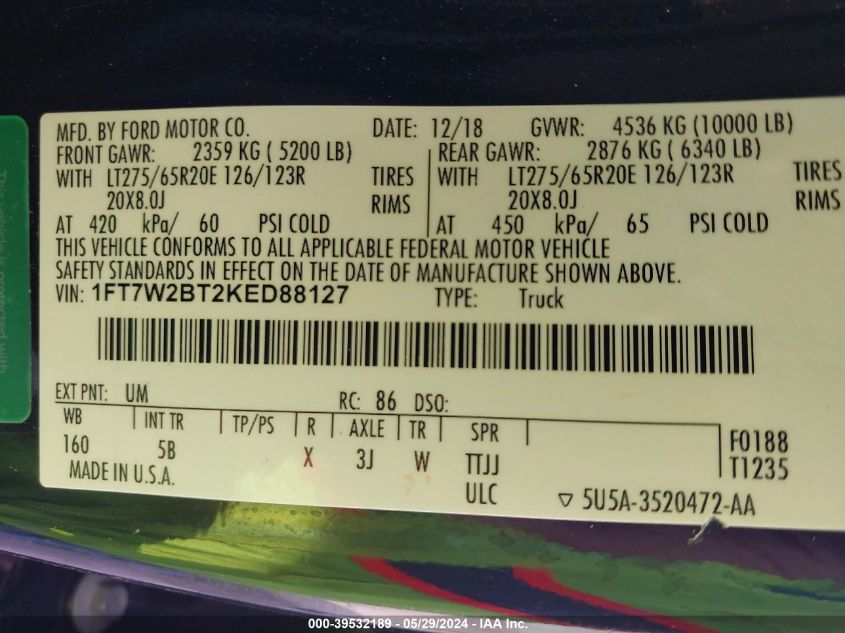 MFD. BY FORD MOTOR CO. DATE: 12/18 GVWR: 4536 KG (10000 LB)
FRONT GAWR: 2359 KG ( 5200 LB) REAR GAWR: 2876 KG ( 6340 LB)
WITH LT275/65R20E 126/123R TIRES WITH LT275/65R20E 126/123R TIRES
20X8.0J RIMS 20X8.0J RIMS
AT 420 kPa/ 60 PSI COLD AT 450 kPa/ 65 PSI COLD
THIS VEHICLE CONFORMS TO ALL APPLICABLE FEDERAL MOTOR VEHICLE
SAFETY STANDARDS IN EFFECT ON THE DATE OF MANUFACTURE SHOWN ABOVE.
VIN: 1FT7W2BT2KED88127 TYPE: Truck
EXT PNT: UM RC: 86 DSO:
WB INT TR TP/PS R AXLE TR SPR F0188
160 5B X 3J W TTJJ T1235
MADE IN U.S.A. ULC ▽ 5U5A-3520472-AA
This vehicle is protected with
000-39532189 - 05/29/2024 - IAA Inc.